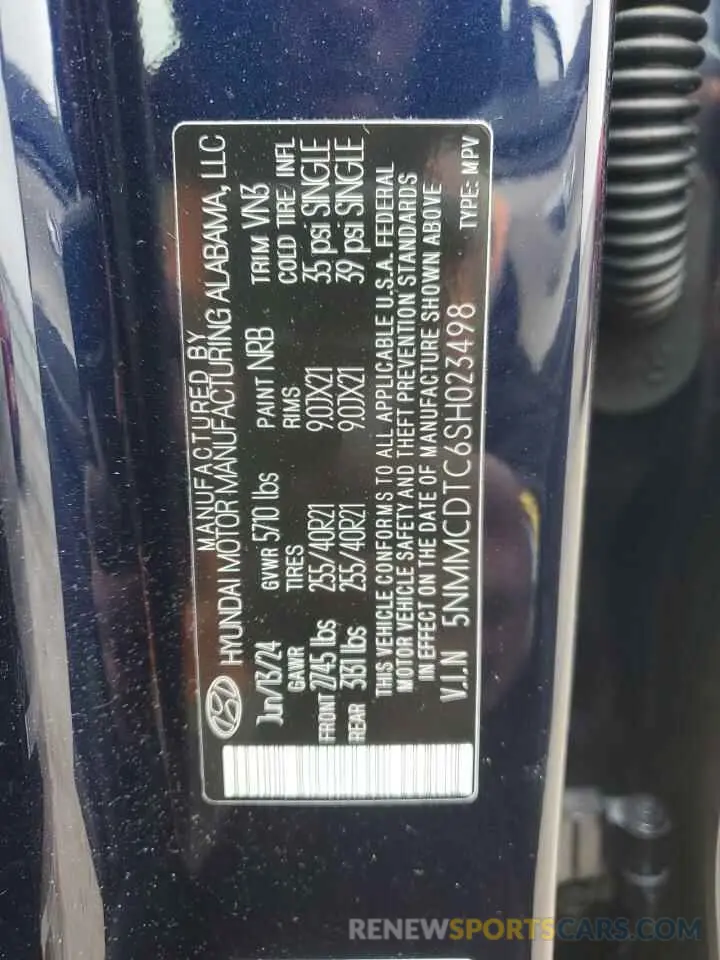 MANUFACTURED BY
HYUNDAI MOTOR MANUFACTURING ALABAMA, LLC
Jun/13/24 GVWR 5710 lbs PAINT NRB TRIM VN3
GAWR TIRES RIMS COLD TIRE/ INFL
FRONT 2745 lbs 255/40R21 9.0JX21 35 psi SINGLE
REAR 3131 lbs 255/40R21 9.0JX21 39 psi SINGLE
THIS VEHICLE CONFORMS TO ALL APPLICABLE U.S.A. FEDERAL
MOTOR VEHICLE SAFETY AND THEFT PREVENTION STANDARDS
IN EFFECT ON THE DATE OF MANUFACTURE SHOWN ABOVE
V.I.N 5NMMCDTC6SH023498 TYPE: MPV
RENEWSPORTSCARS.COM